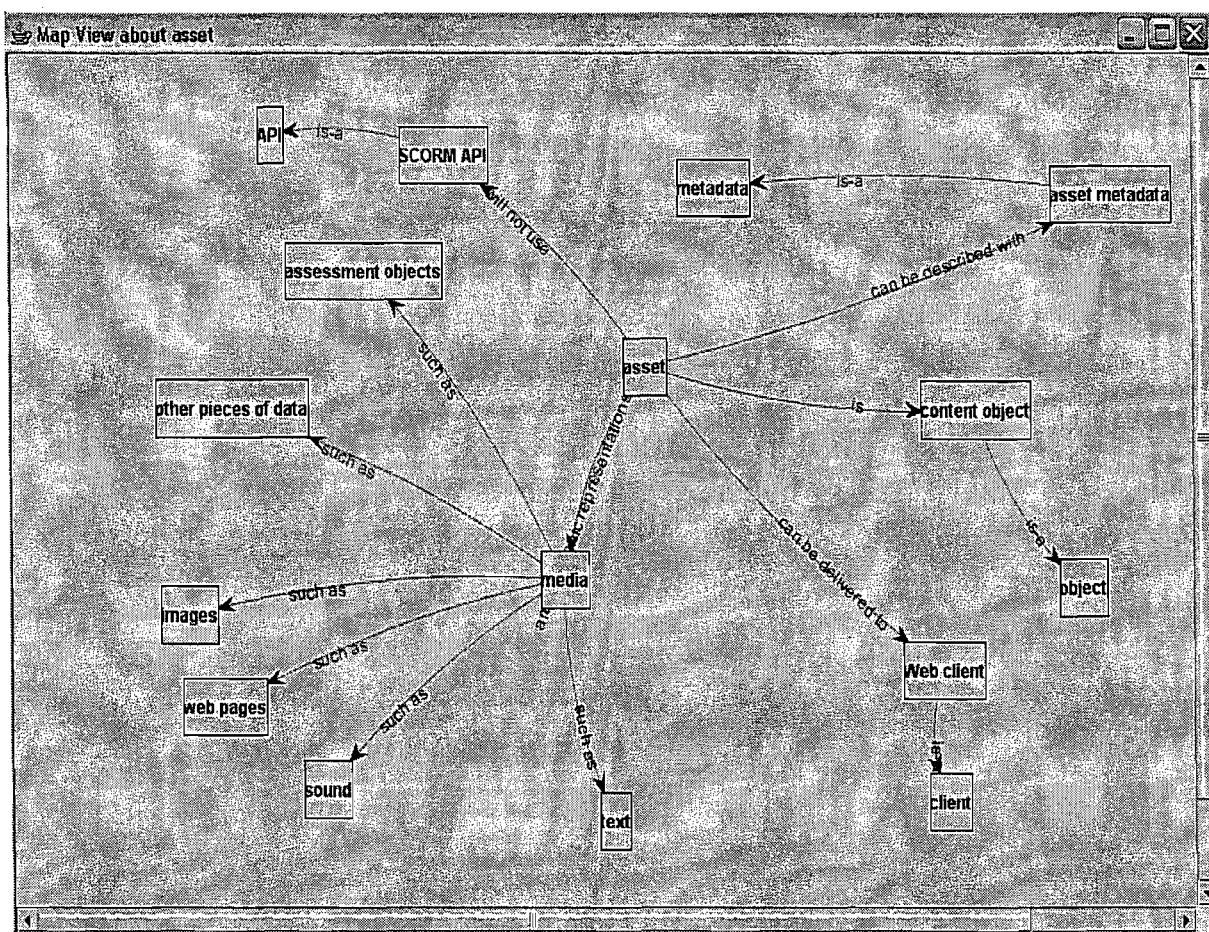 Map View about asset
API
is-a
SCORM API
metadata
is-a
asset metadata
will not use
assessment objects
can be described with
such as
asset
other pieces of data
is
content object
such as
representations
can be delivered to
is-a
media
such as
images
object
such as
Web client
web pages
such as
such as
sound
client
text